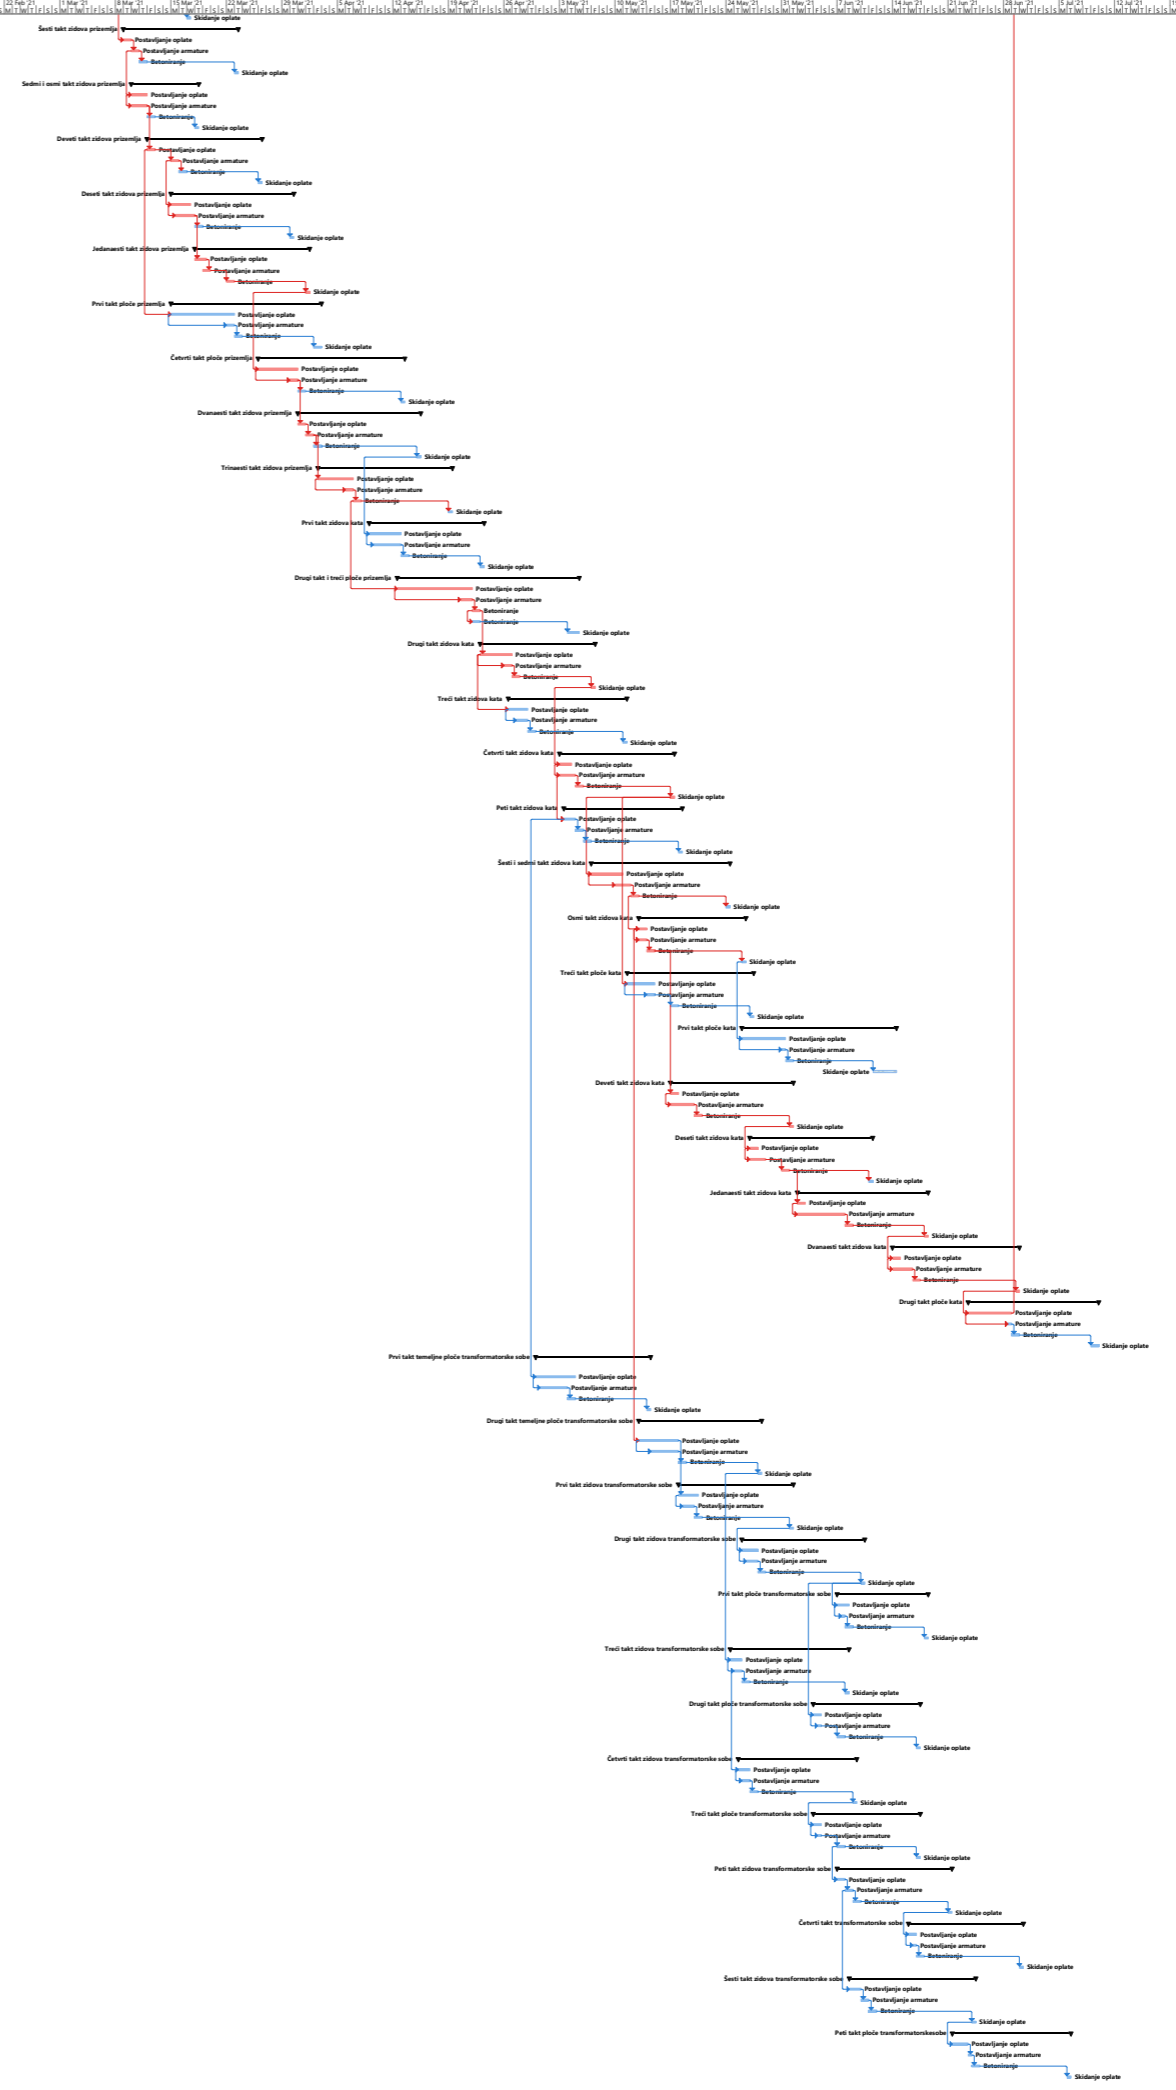 22 Feb '21 1 Mar '21 8 Mar '21 15 Mar '21 22 Mar '21 29 Mar '21 5 Apr '21 12 Apr '21 19 Apr '21 26 Apr '21 3 May '21 10 May '21 17 May '21 24 May '21 31 May '21 7 Jun '21 14 Jun '21 21 Jun '21 28 Jun '21 5 Jul '21 12 Jul '21
Skidanje oplate
Šesti takt zidova prizemlja
Postavljanje oplate
Postavljanje armature
Betoniranje
Skidanje oplate
Sedmi i osmi takt zidova prizemlja
Postavljanje oplate
Postavljanje armature
Betoniranje
Skidanje oplate
Deveti takt zidova prizemlja
Postavljanje oplate
Postavljanje armature
Betoniranje
Skidanje oplate
Deseti takt zidova prizemlja
Postavljanje oplate
Postavljanje armature
Betoniranje
Skidanje oplate
Jedanaesti takt zidova prizemlja
Postavljanje oplate
Postavljanje armature
Betoniranje
Skidanje oplate
Prvi takt ploče prizemlja
Postavljanje oplate
Postavljanje armature
Betoniranje
Skidanje oplate
Četvrti takt ploče prizemlja
Postavljanje oplate
Postavljanje armature
Betoniranje
Skidanje oplate
Dvanaesti takt zidova prizemlja
Postavljanje oplate
Postavljanje armature
Betoniranje
Skidanje oplate
Trinaesti takt zidova prizemlja
Postavljanje oplate
Postavljanje armature
Betoniranje
Skidanje oplate
Prvi takt zidova kata
Postavljanje oplate
Postavljanje armature
Betoniranje
Skidanje oplate
Drugi takt i treći ploče prizemlja
Postavljanje oplate
Postavljanje armature
Betoniranje
Betoniranje
Skidanje oplate
Drugi takt zidova kata
Postavljanje oplate
Postavljanje armature
Betoniranje
Skidanje oplate
Treći takt zidova kata
Postavljanje oplate
Postavljanje armature
Betoniranje
Skidanje oplate
Četvrti takt zidova kata
Postavljanje oplate
Postavljanje armature
Betoniranje
Skidanje oplate
Peti takt zidova kata
Postavljanje oplate
Postavljanje armature
Betoniranje
Skidanje oplate
Šesti i sedmi takt zidova kata
Postavljanje oplate
Postavljanje armature
Betoniranje
Skidanje oplate
Osmi takt zidova kata
Postavljanje oplate
Postavljanje armature
Betoniranje
Skidanje oplate
Treći takt ploče kata
Postavljanje oplate
Postavljanje armature
Betoniranje
Skidanje oplate
Prvi takt ploče kata
Postavljanje oplate
Postavljanje armature
Betoniranje
Skidanje oplate
Deveti takt zidova kata
Postavljanje oplate
Postavljanje armature
Betoniranje
Skidanje oplate
Deseti takt zidova kata
Postavljanje oplate
Postavljanje armature
Betoniranje
Skidanje oplate
Jedanaesti takt zidova kata
Postavljanje oplate
Postavljanje armature
Betoniranje
Skidanje oplate
Dvanaesti takt zidova kata
Postavljanje oplate
Postavljanje armature
Betoniranje
Skidanje oplate
Drugi takt ploče kata
Postavljanje oplate
Postavljanje armature
Betoniranje
Skidanje oplate
Prvi takt temeljne ploče transformatorske sobe
Postavljanje oplate
Postavljanje armature
Betoniranje
Skidanje oplate
Drugi takt temeljne ploče transformatorske sobe
Postavljanje oplate
Postavljanje armature
Betoniranje
Skidanje oplate
Prvi takt zidova transformatorske sobe
Postavljanje oplate
Postavljanje armature
Betoniranje
Skidanje oplate
Drugi takt zidova transformatorske sobe
Postavljanje oplate
Postavljanje armature
Betoniranje
Skidanje oplate
Prvi takt ploče transformatorske sobe
Postavljanje oplate
Postavljanje armature
Betoniranje
Skidanje oplate
Treći takt zidova transformatorske sobe
Postavljanje oplate
Postavljanje armature
Betoniranje
Skidanje oplate
Drugi takt ploče transformatorske sobe
Postavljanje oplate
Postavljanje armature
Betoniranje
Skidanje oplate
Četvrti takt zidova transformatorske sobe
Postavljanje oplate
Postavljanje armature
Betoniranje
Skidanje oplate
Treći takt ploče transformatorske sobe
Postavljanje oplate
Postavljanje armature
Betoniranje
Skidanje oplate
Peti takt zidova transformatorske sobe
Postavljanje oplate
Postavljanje armature
Betoniranje
Skidanje oplate
Četvrti takt transformatorske sobe
Postavljanje oplate
Postavljanje armature
Betoniranje
Skidanje oplate
Šesti takt zidova transformatorske sobe
Postavljanje oplate
Postavljanje armature
Betoniranje
Skidanje oplate
Peti takt ploče transformatorskesobe
Postavljanje oplate
Postavljanje armature
Betoniranje
Skidanje oplate